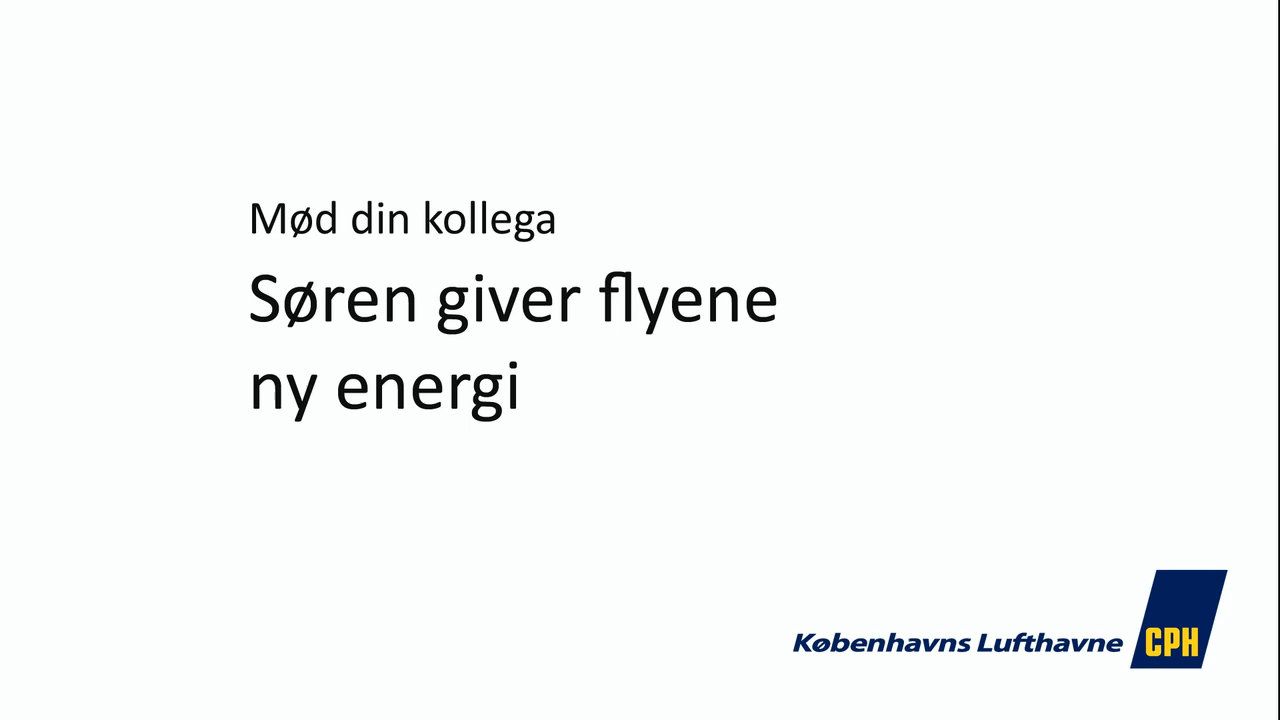 Mød din kollega
Søren giver flyene
ny energi
Københavns Lufthavne
CPH